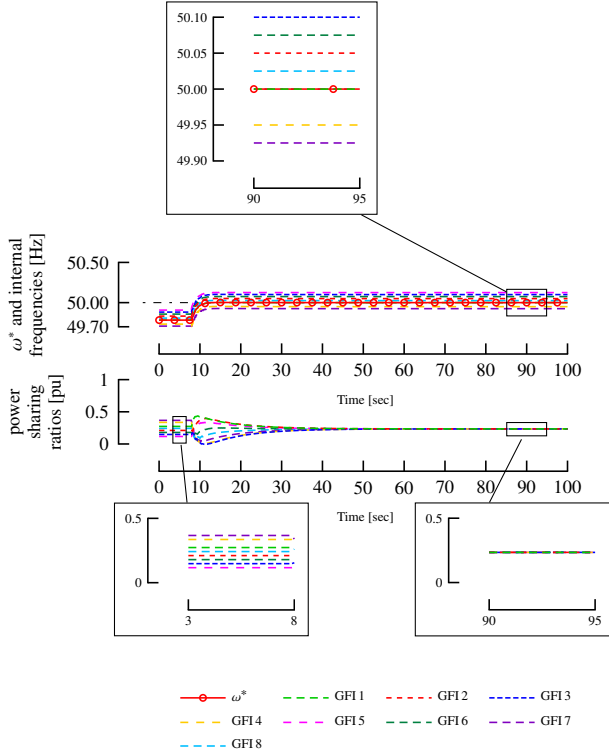 50.10
50.05
50.00
49.95
49.90
90 95
ω* and internal
frequencies [Hz]
50.50
50.00
49.70
0 10 20 30 40 50 60 70 80 90 100
Time [sec]
power
sharing
ratios [pu]
1
0.5
0
0 10 20 30 40 50 60 70 80 90 100
Time [sec]
0.5
0
3 8
0.5
0
90 95
ω* GFI 1 GFI 2 GFI 3
GFI 4 GFI 5 GFI 6 GFI 7
GFI 8